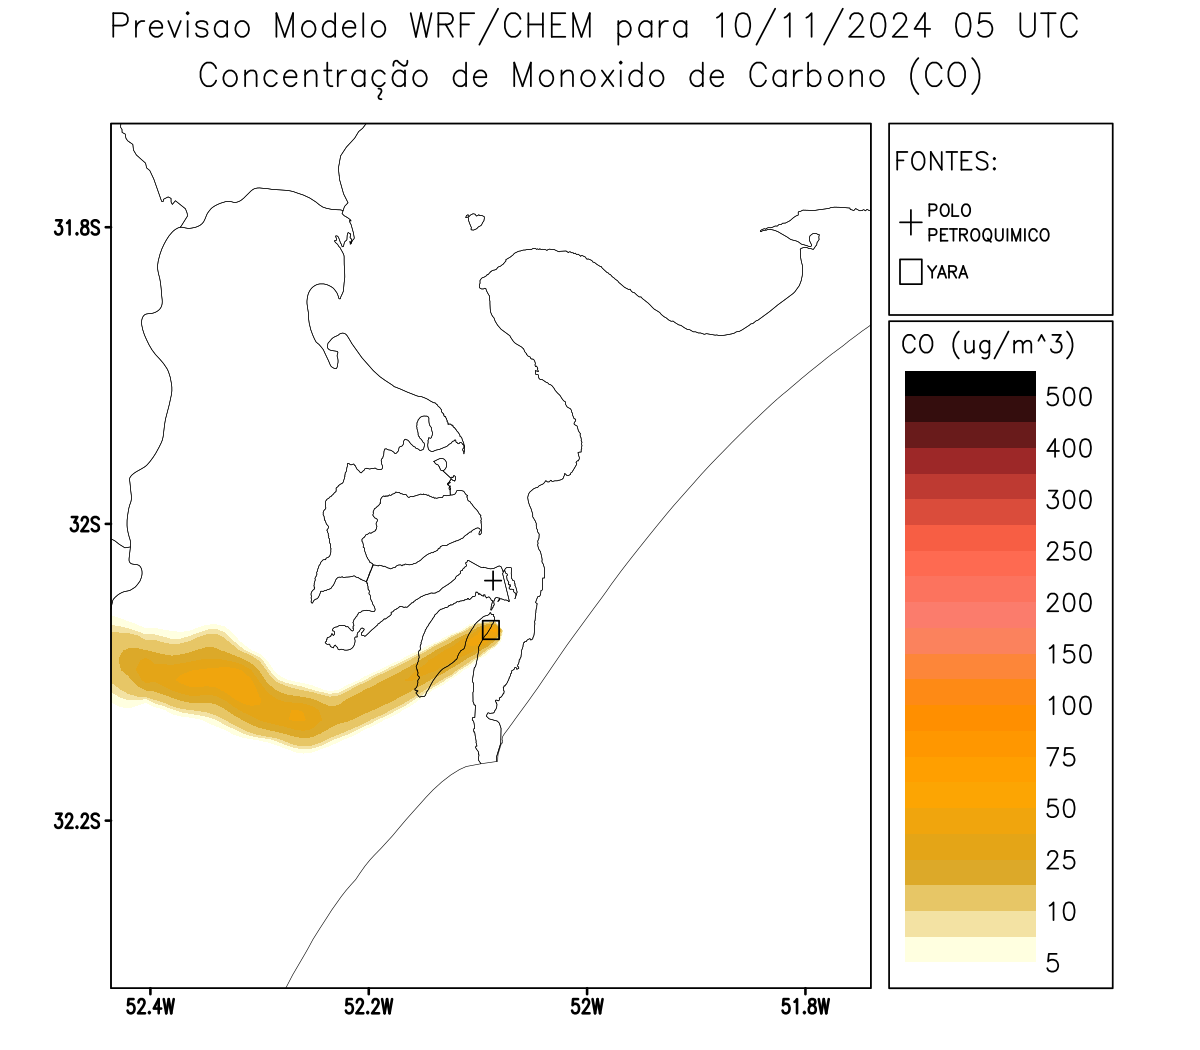 Previsao Modelo WRF/CHEM para 10/11/2024 05 UTC
Concentração de Monoxido de Carbono (CO)
FONTES:
POLO
PETROQUIMICO
YARA
CO (ug/m^3)
500
400
300
250
200
150
100
75
50
25
10
5
31.8S
32S
32.2S
52.4W
52.2W
52W
51.8W